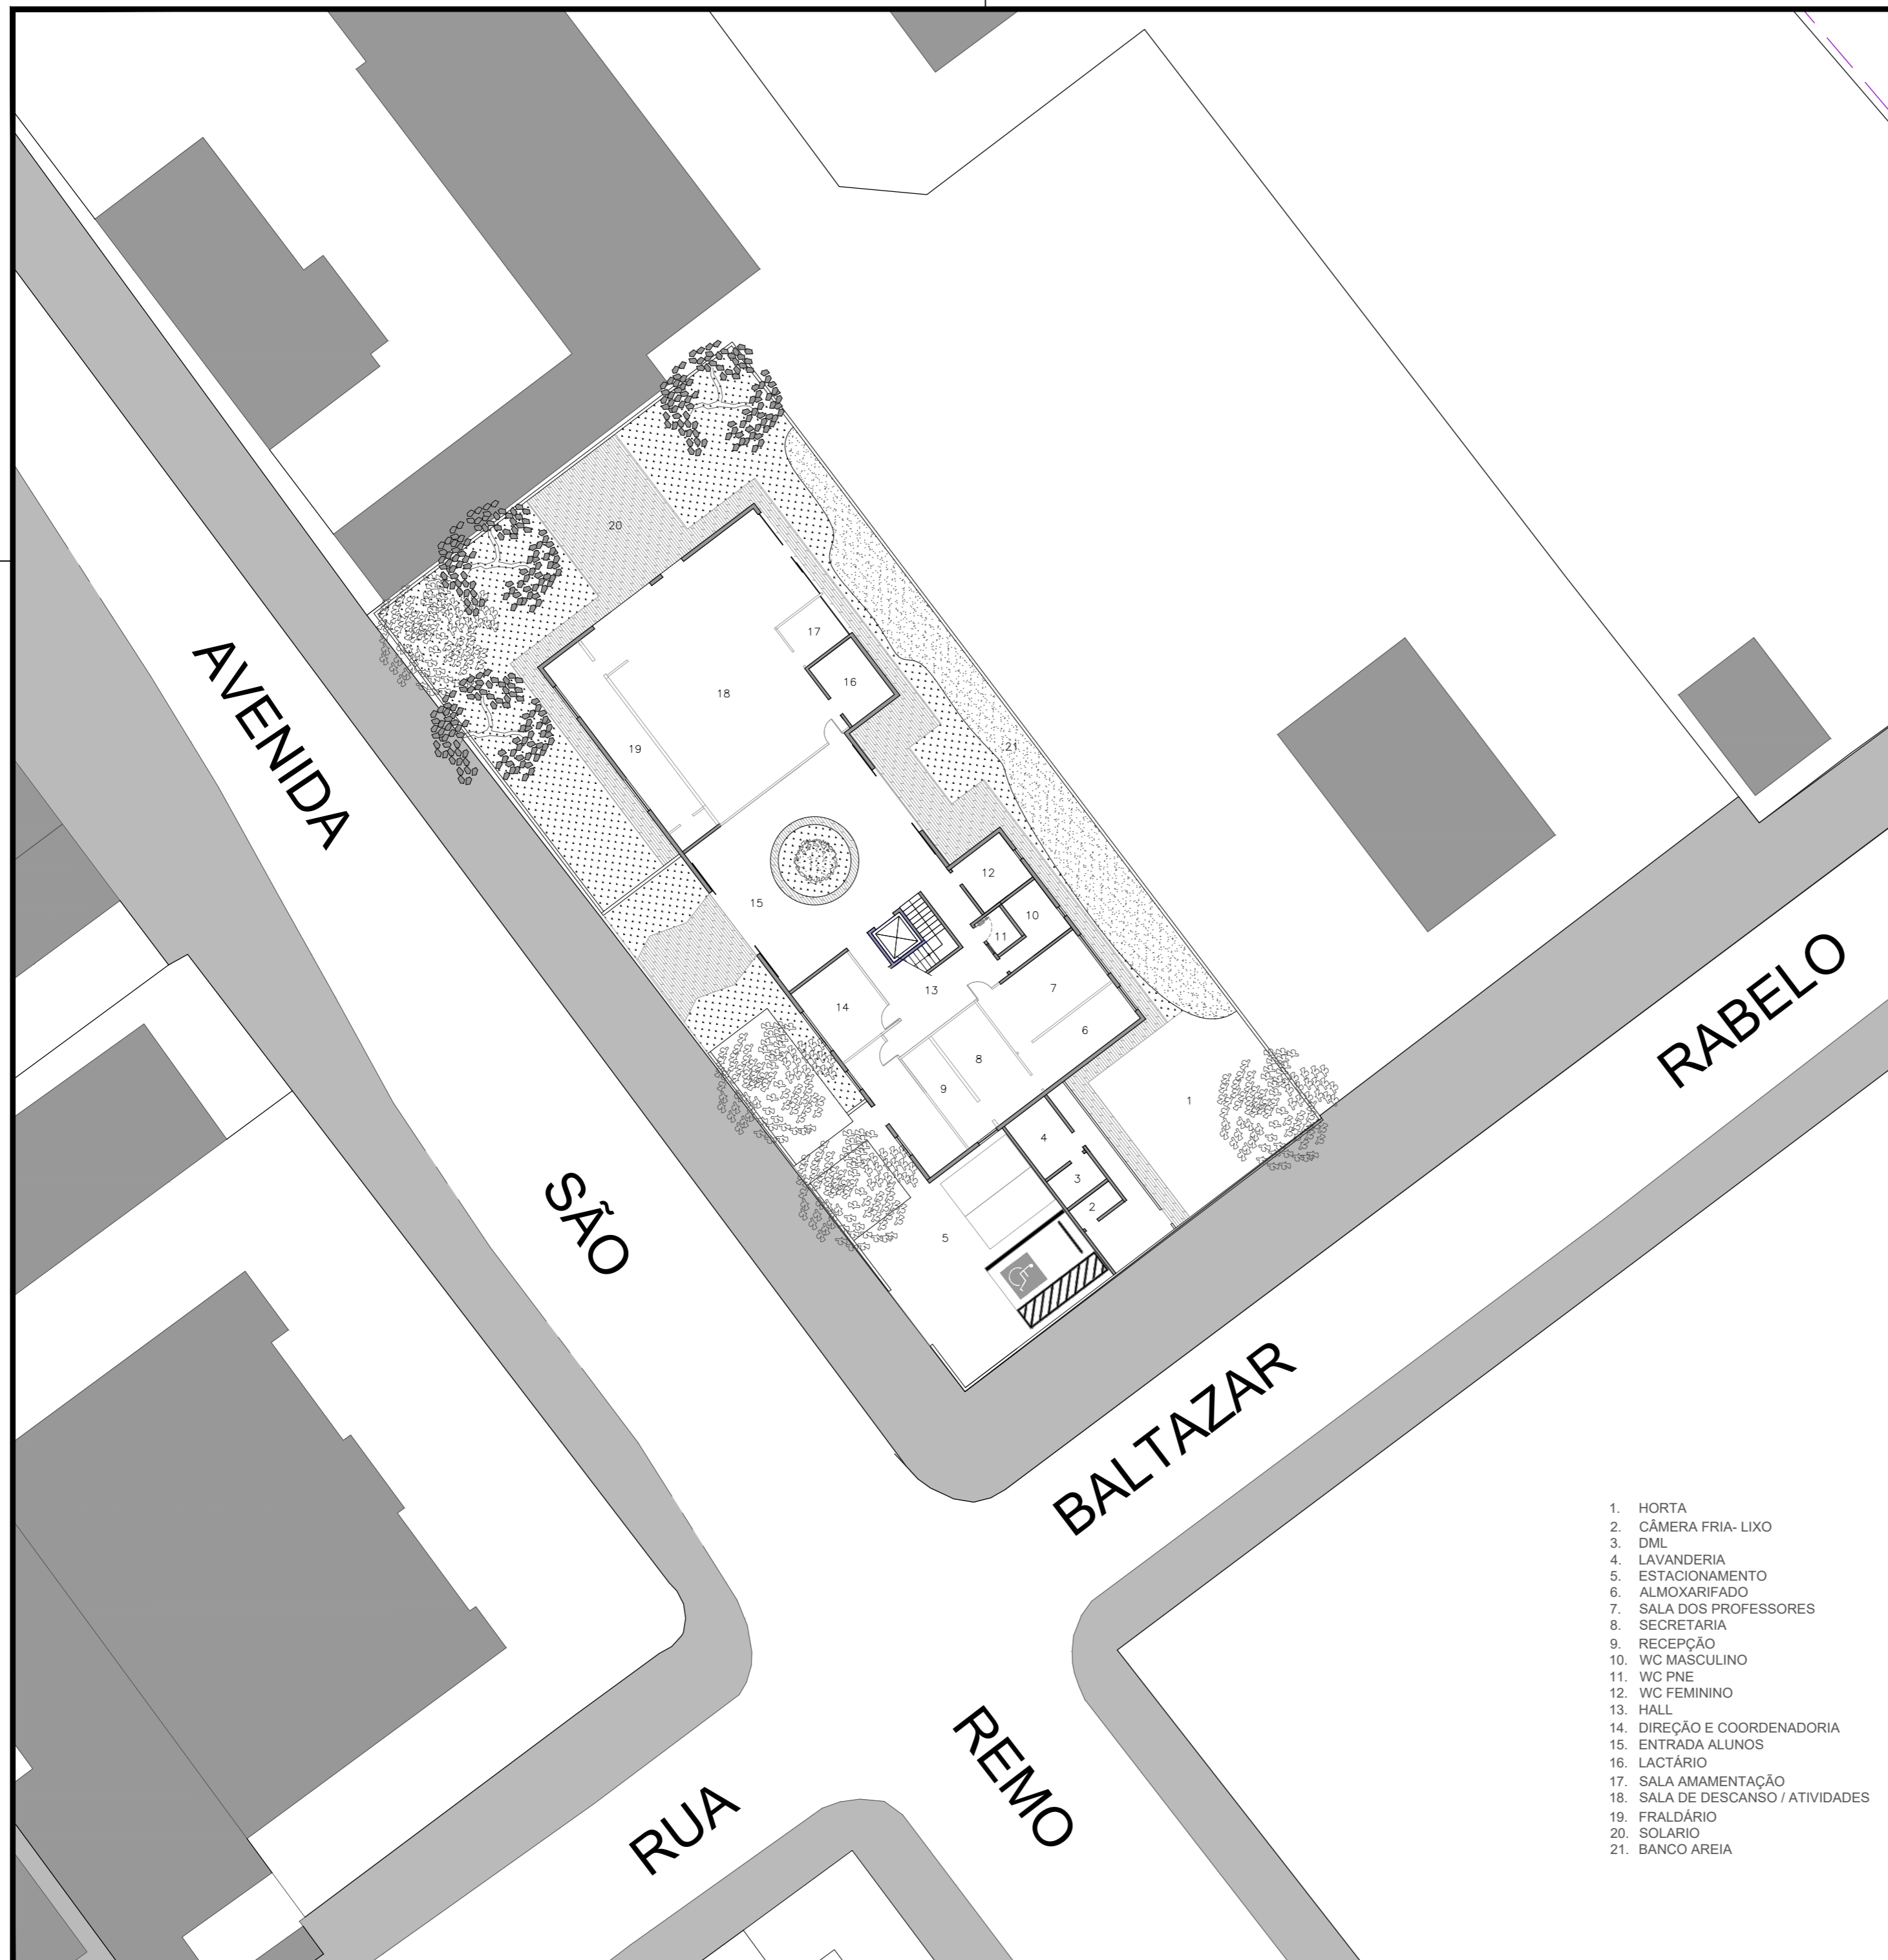 AVENIDA
SÃO
REMO
RUA
BALTAZAR
RABELO
20
17
16
18
19
21
12
15
10
11
13
7
14
6
8
9
1
4
3
2
5
1. HORTA
2. CÂMERA FRIA- LIXO
3. DML
4. LAVANDERIA
5. ESTACIONAMENTO
6. ALMOXARIFADO
7. SALA DOS PROFESSORES
8. SECRETARIA
9. RECEPÇÃO
10. WC MASCULINO
11. WC PNE
12. WC FEMININO
13. HALL
14. DIREÇÃO E COORDENADORIA
15. ENTRADA ALUNOS
16. LACTÁRIO
17. SALA AMAMENTAÇÃO
18. SALA DE DESCANSO / ATIVIDADES
19. FRALDÁRIO
20. SOLARIO
21. BANCO AREIA